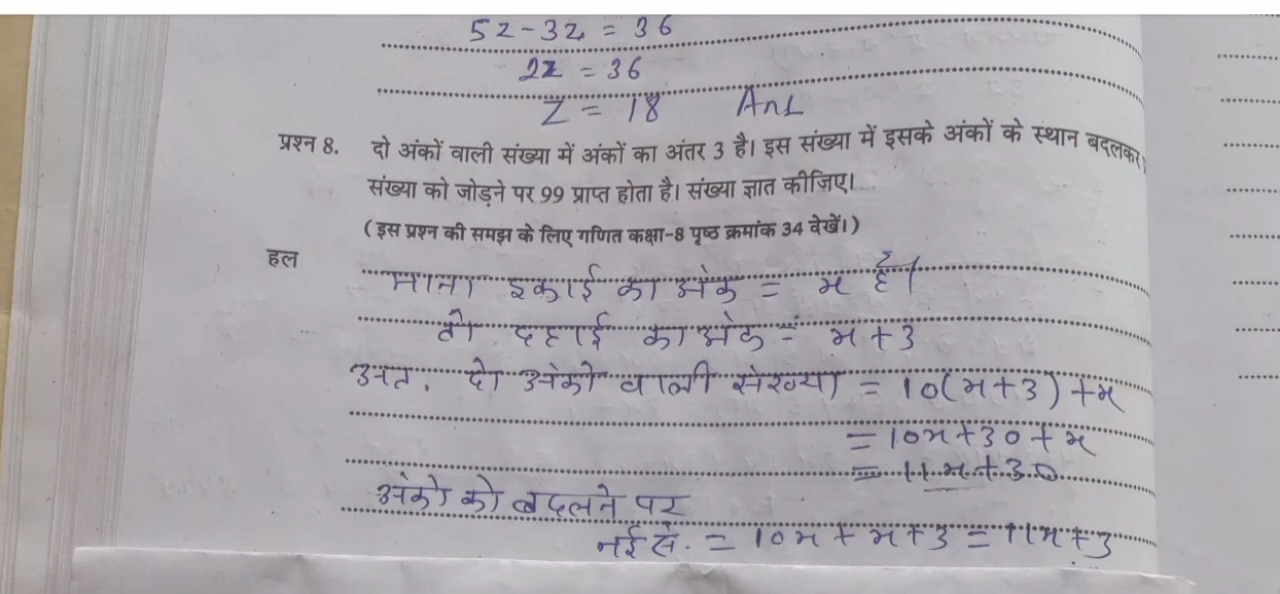 5z-3z = 36
2z = 36
z = 18 Ans
प्रश्न 8. दो अंकों वाली संख्या में अंकों का अंतर 3 है। इस संख्या में इसके अंकों के स्थान बदलकर
संख्या को जोड़ने पर 99 प्राप्त होता है। संख्या ज्ञात कीजिए।
(इस प्रश्न की समझ के लिए गणित कक्षा-8 पृष्ठ क्रमांक 34 देखें।)
हल
माना इकाई का अंक = x है।
तो दहाई का अंक = x+3
अत. दो अंको वाली संख्या = 10(x+3)+x
= 10x+30+x
= 11x+30
अंको को बदलने पर
नई सं. = 10x+x+3 = 11x+3